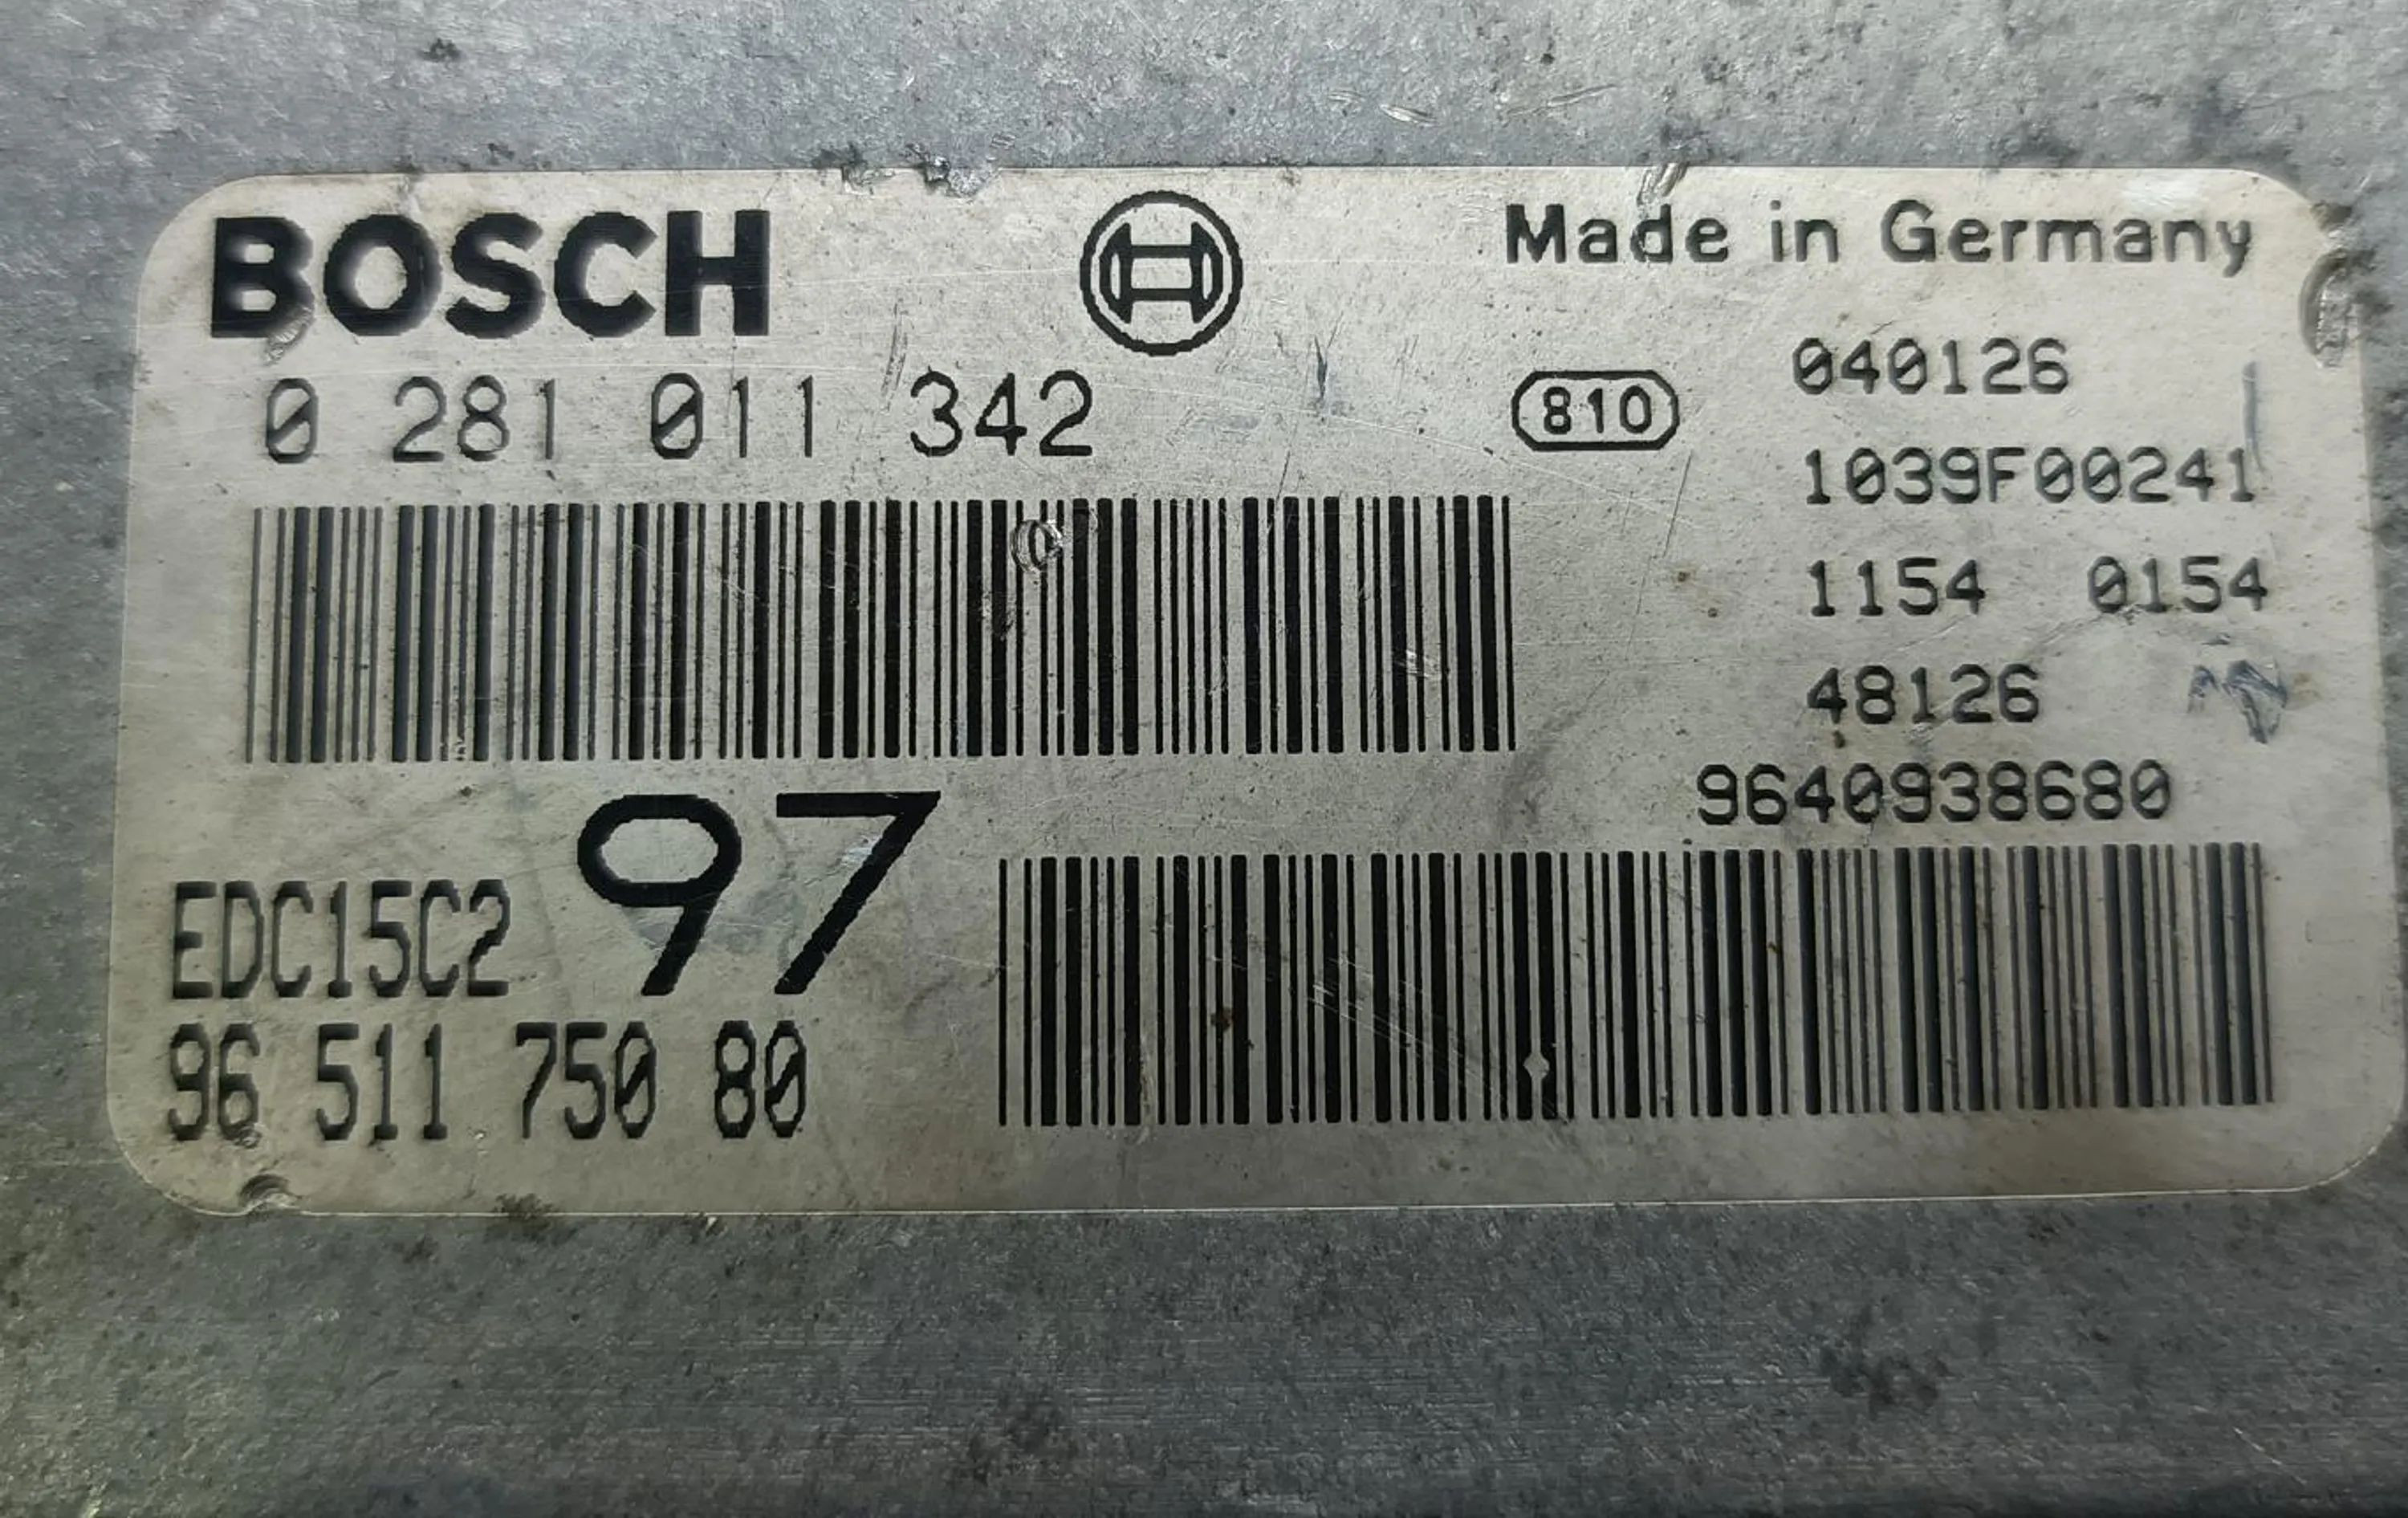 BOSCH
Made in Germany
0 281 011 342
810
040126
1039F00241
1154 0154
48126
9640938680
EDC15C2 97
96 511 750 80